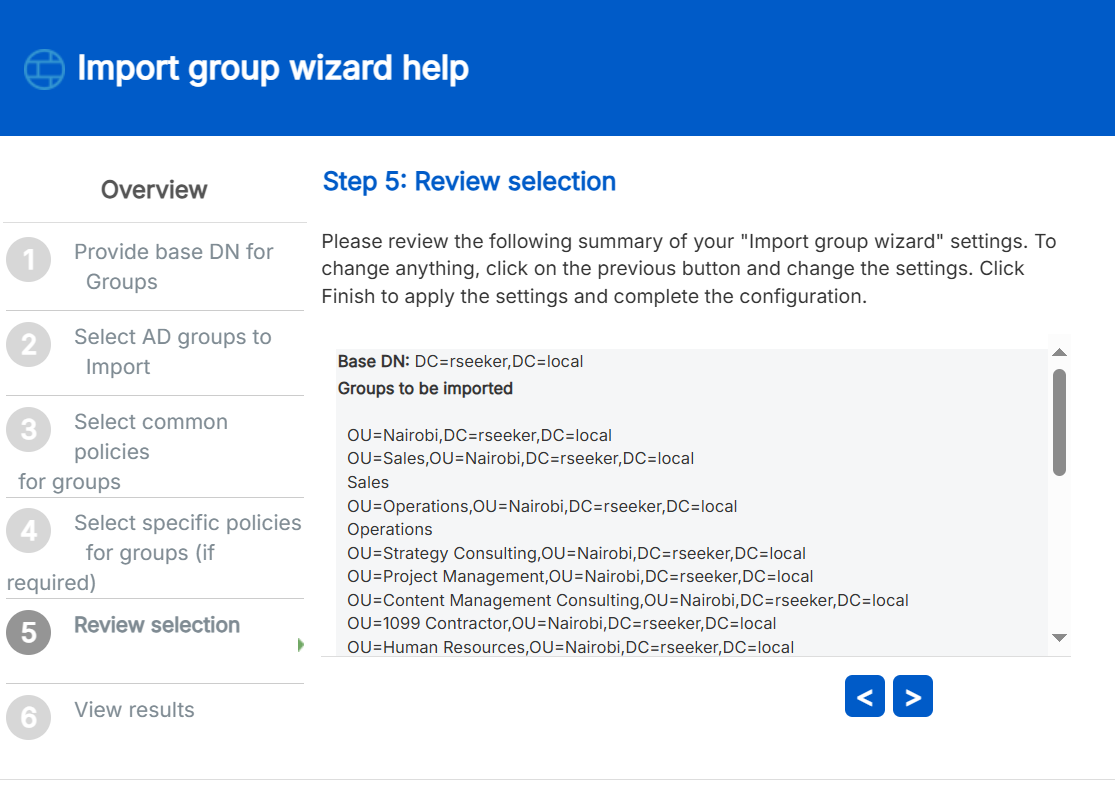 Import group wizard help
Overview
1
Provide base DN for
Groups
2
Select AD groups to
Import
3
Select common
policies
for groups
4
Select specific policies
for groups (if
required)
5
Review selection
6
View results
Step 5: Review selection
Please review the following summary of your "Import group wizard" settings. To
change anything, click on the previous button and change the settings. Click
Finish to apply the settings and complete the configuration.
Base DN: DC=rseeker,DC=local
Groups to be imported
OU=Nairobi,DC=rseeker,DC=local
OU=Sales,OU=Nairobi,DC=rseeker,DC=local
Sales
OU=Operations,OU=Nairobi,DC=rseeker,DC=local
Operations
OU=Strategy Consulting,OU=Nairobi,DC=rseeker,DC=local
OU=Project Management,OU=Nairobi,DC=rseeker,DC=local
OU=Content Management Consulting,OU=Nairobi,DC=rseeker,DC=local
OU=1099 Contractor,OU=Nairobi,DC=rseeker,DC=local
OU=Human Resources,OU=Nairobi,DC=rseeker,DC=local
< >